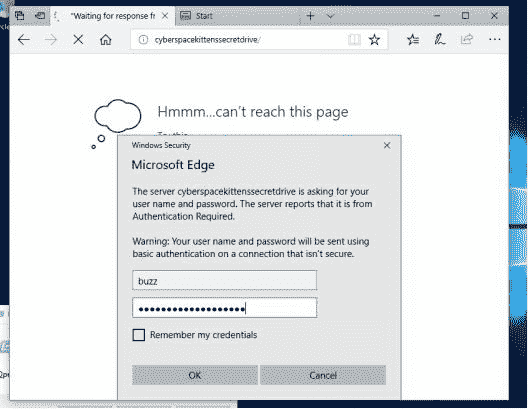 "Waiting for response fr
Start
cyberspacekittenssecretdrive/
Hmmm...can't reach this page
Windows Security
Microsoft Edge
The server cyberspacekittenssecretdrive is asking for your
user name and password. The server reports that it is from
Authentication Required.
Warning: Your user name and password will be sent using
basic authentication on a connection that isn't secure.
buzz
Remember my credentials
OK
Cancel